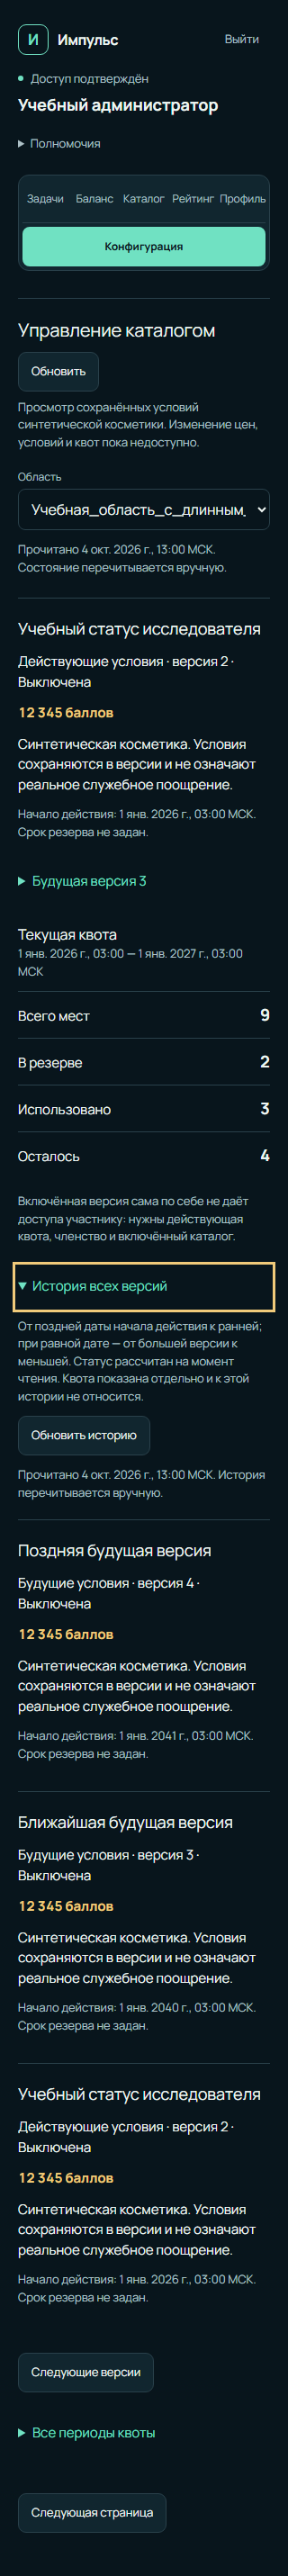 И Импульс Выйти
Доступ подтверждён
Учебный администратор
Полномочия
Задачи Баланс Каталог Рейтинг Профиль
Конфигурация
Управление каталогом
Обновить
Просмотр сохранённых условий
синтетической косметики. Изменение цен,
условий и квот пока недоступно.
Область
Учебная_область_с_длинным_
Прочитано 4 окт. 2026 г., 13:00 МСК.
Состояние перечитывается вручную.
Учебный статус исследователя
Действующие условия · версия 2 ·
Выключена
12 345 баллов
Синтетическая косметика. Условия
сохраняются в версии и не означают
реальное служебное поощрение.
Начало действия: 1 янв. 2026 г., 03:00 МСК.
Срок резерва не задан.
Будущая версия 3
Текущая квота
1 янв. 2026 г., 03:00 — 1 янв. 2027 г., 03:00
МСК
Всего мест 9
В резерве 2
Использовано 3
Осталось 4
Включённая версия сама по себе не даёт
доступа участнику: нужны действующая
квота, членство и включённый каталог.
История всех версий
От поздней даты начала действия к ранней;
при равной дате — от большей версии к
меньшей. Статус рассчитан на момент
чтения. Квота показана отдельно и к этой
истории не относится.
Обновить историю
Прочитано 4 окт. 2026 г., 13:00 МСК. История
перечитывается вручную.
Поздняя будущая версия
Будущие условия · версия 4 ·
Выключена
12 345 баллов
Синтетическая косметика. Условия
сохраняются в версии и не означают
реальное служебное поощрение.
Начало действия: 1 янв. 2041 г., 03:00 МСК.
Срок резерва не задан.
Ближайшая будущая версия
Будущие условия · версия 3 ·
Выключена
12 345 баллов
Синтетическая косметика. Условия
сохраняются в версии и не означают
реальное служебное поощрение.
Начало действия: 1 янв. 2040 г., 03:00 МСК.
Срок резерва не задан.
Учебный статус исследователя
Действующие условия · версия 2 ·
Выключена
12 345 баллов
Синтетическая косметика. Условия
сохраняются в версии и не означают
реальное служебное поощрение.
Начало действия: 1 янв. 2026 г., 03:00 МСК.
Срок резерва не задан.
Следующие версии
Все периоды квоты
Следующая страница